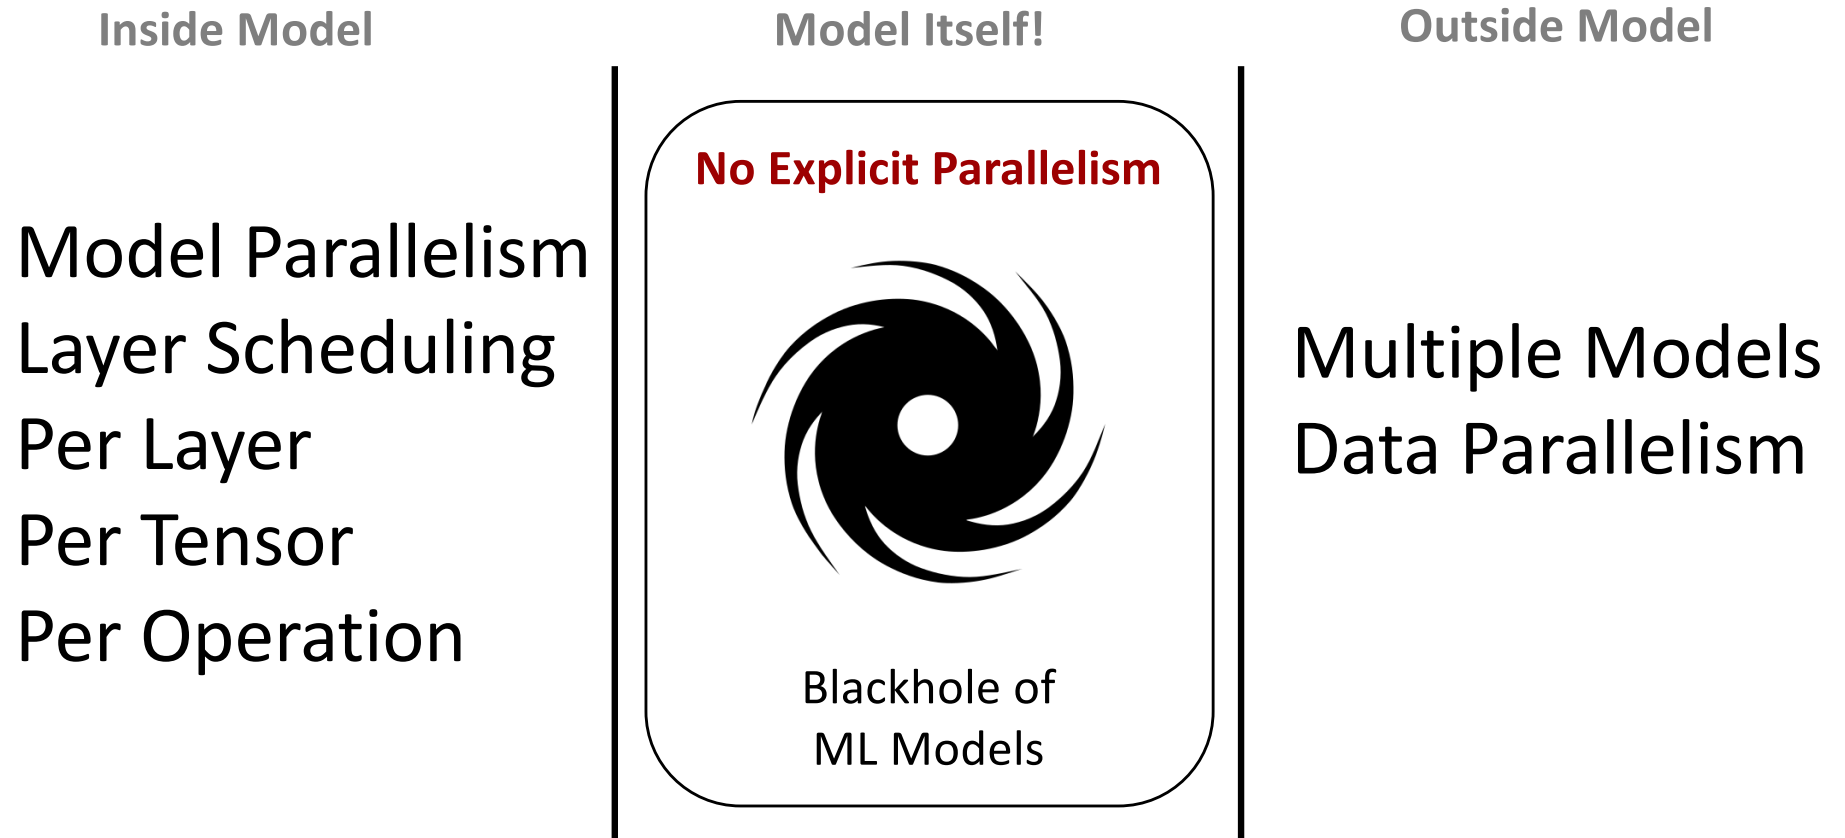 Inside Model
Model Parallelism
Layer Scheduling
Per Layer
Per Tensor
Per Operation
Model Itself!
No Explicit Parallelism
Blackhole of
ML Models
Outside Model
Multiple Models
Data Parallelism